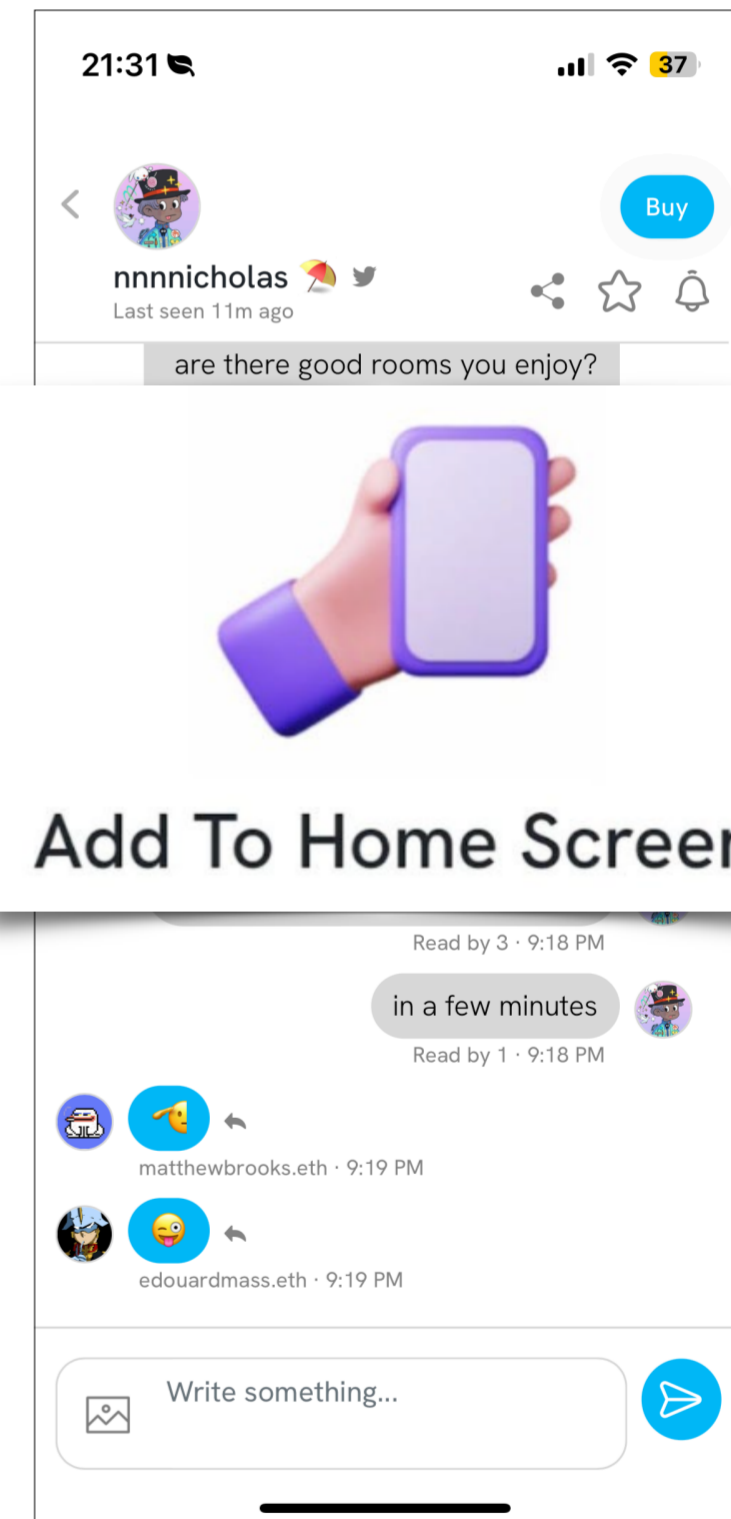 21:31
37
Buy
nnnnicholas
Last seen 11m ago
are there good rooms you enjoy?
Add To Home Screen
Read by 3 · 9:18 PM
in a few minutes
Read by 1 · 9:18 PM
matthewbrooks.eth · 9:19 PM
edouardmass.eth · 9:19 PM
Write something...